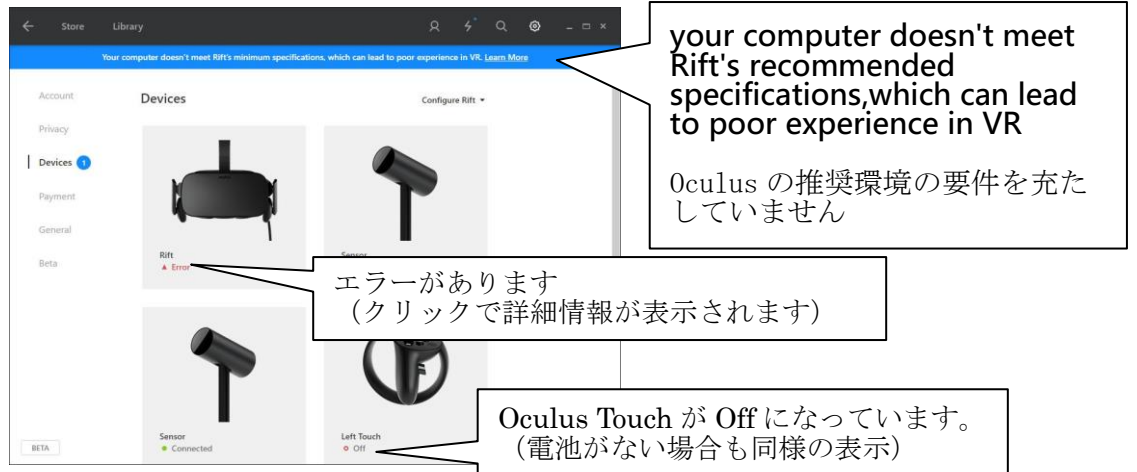 Store Library
Your computer doesn't meet Rift's minimum specifications, which can lead to poor experience in VR. Learn More
Account
Privacy
Devices 1
Payment
General
Beta
BETA
Devices
Configure Rift
Rift
Error
Sensor
Sensor
Connected
Left Touch
Off
your computer doesn't meet
Rift's recommended
specifications,which can lead
to poor experience in VR
Oculus の推奨環境の要件を充た
していません
エラーがあります
（クリックで詳細情報が表示されます）
Oculus Touch が Off になっています。
（電池がない場合も同様の表示）